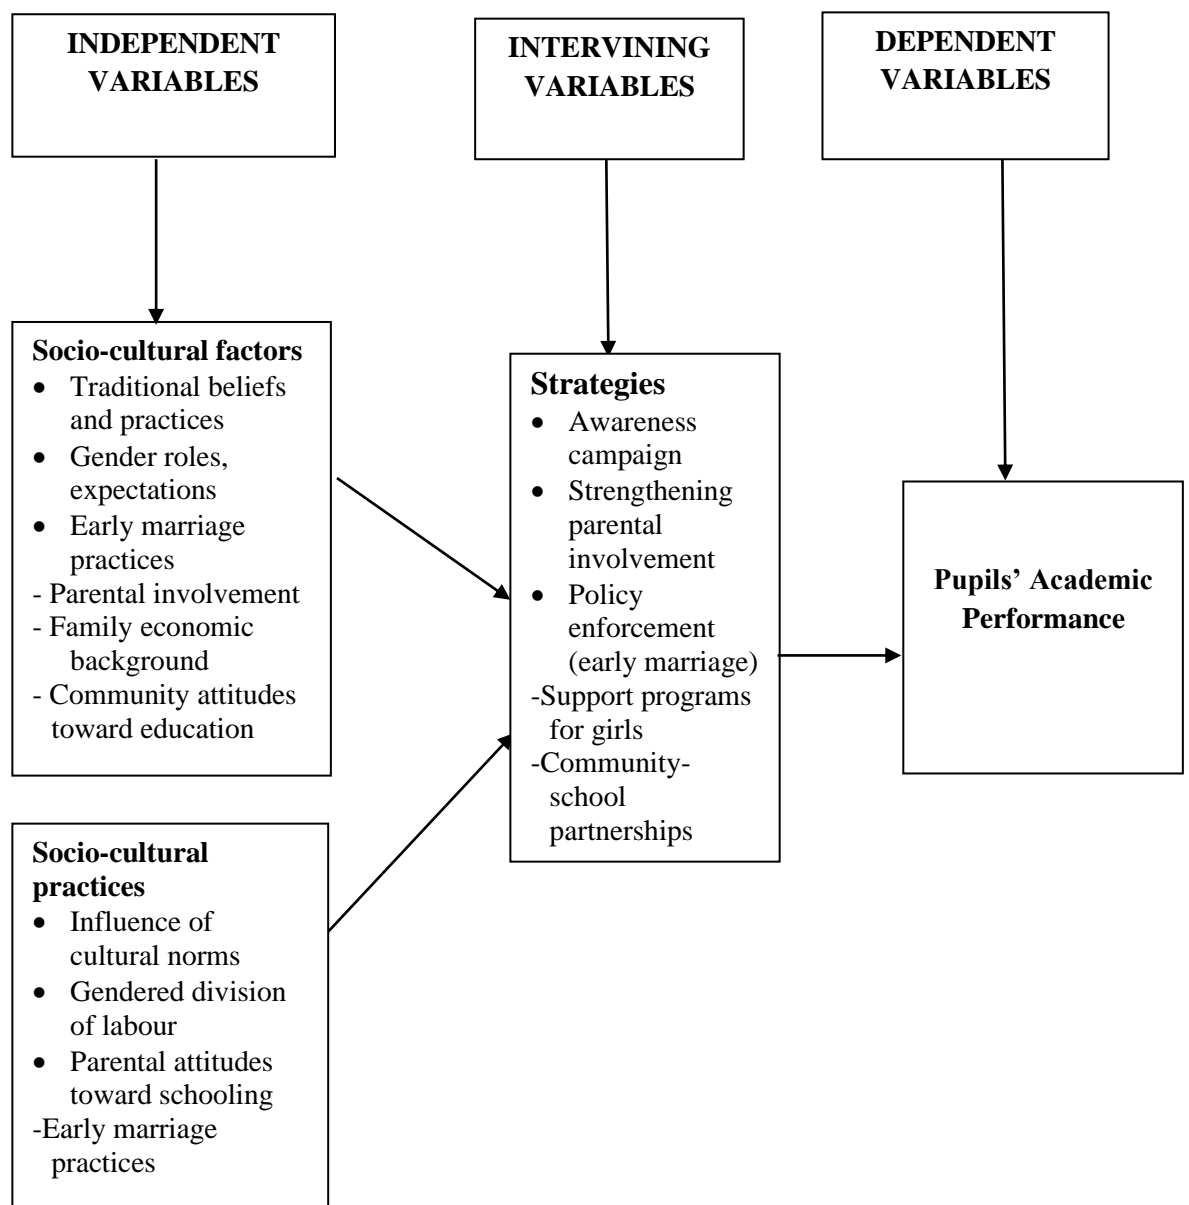 INDEPENDENT
VARIABLES
INTERVINING
VARIABLES
DEPENDENT
VARIABLES
Socio-cultural factors
• Traditional beliefs
and practices
• Gender roles,
expectations
• Early marriage
practices
- Parental involvement
- Family economic
background
- Community attitudes
toward education
Strategies
• Awareness
campaign
• Strengthening
parental
involvement
• Policy
enforcement
(early marriage)
-Support programs
for girls
-Community-
school
partnerships
Pupils’ Academic
Performance
Socio-cultural
practices
• Influence of
cultural norms
• Gendered division
of labour
• Parental attitudes
toward schooling
-Early marriage
practices